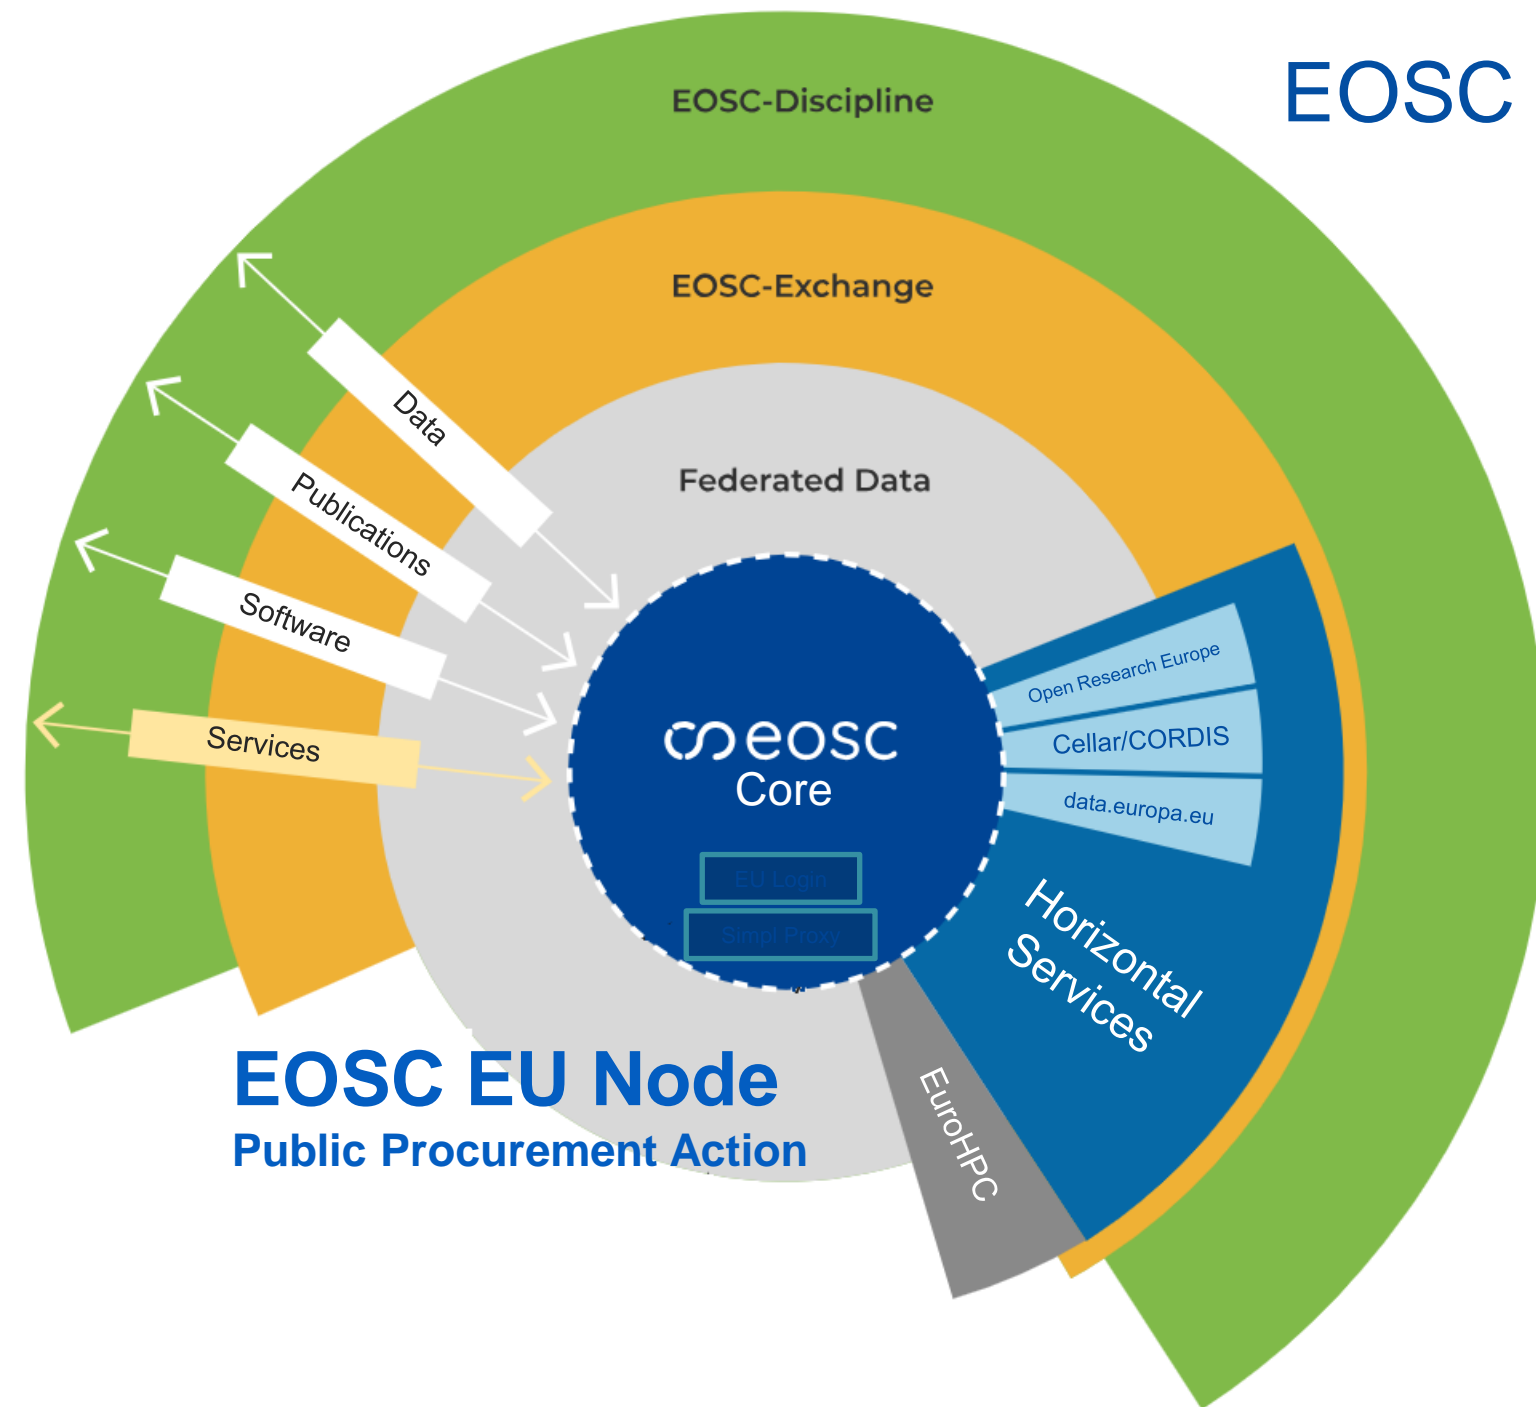 EOSC
EOSC-Discipline
EOSC-Exchange
Federated Data
Data
Publications
Software
Services
eosc
Core
EU Login
Simpl Proxy
Open Research Europe
Cellar/CORDIS
data.europa.eu
Horizontal
Services
EuroHPC
EOSC EU Node
Public Procurement Action